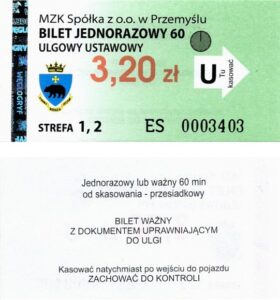 MZK Spółka z o.o. w Przemyślu
BILET JEDNORAZOWY 60
ULGOWY USTAWOWY
3,20 zł
U
Tu kasować
STREFA 1, 2
ES 0003403
WĘGLOGRYF
Jednorazowy lub ważny 60 min
od skasowania - przesiadkowy
BILET WAŻNY
Z DOKUMENTEM UPRAWNIAJĄCYM
DO ULGI
Kasować natychmiast po wejściu do pojazdu
ZACHOWAĆ DO KONTROLI